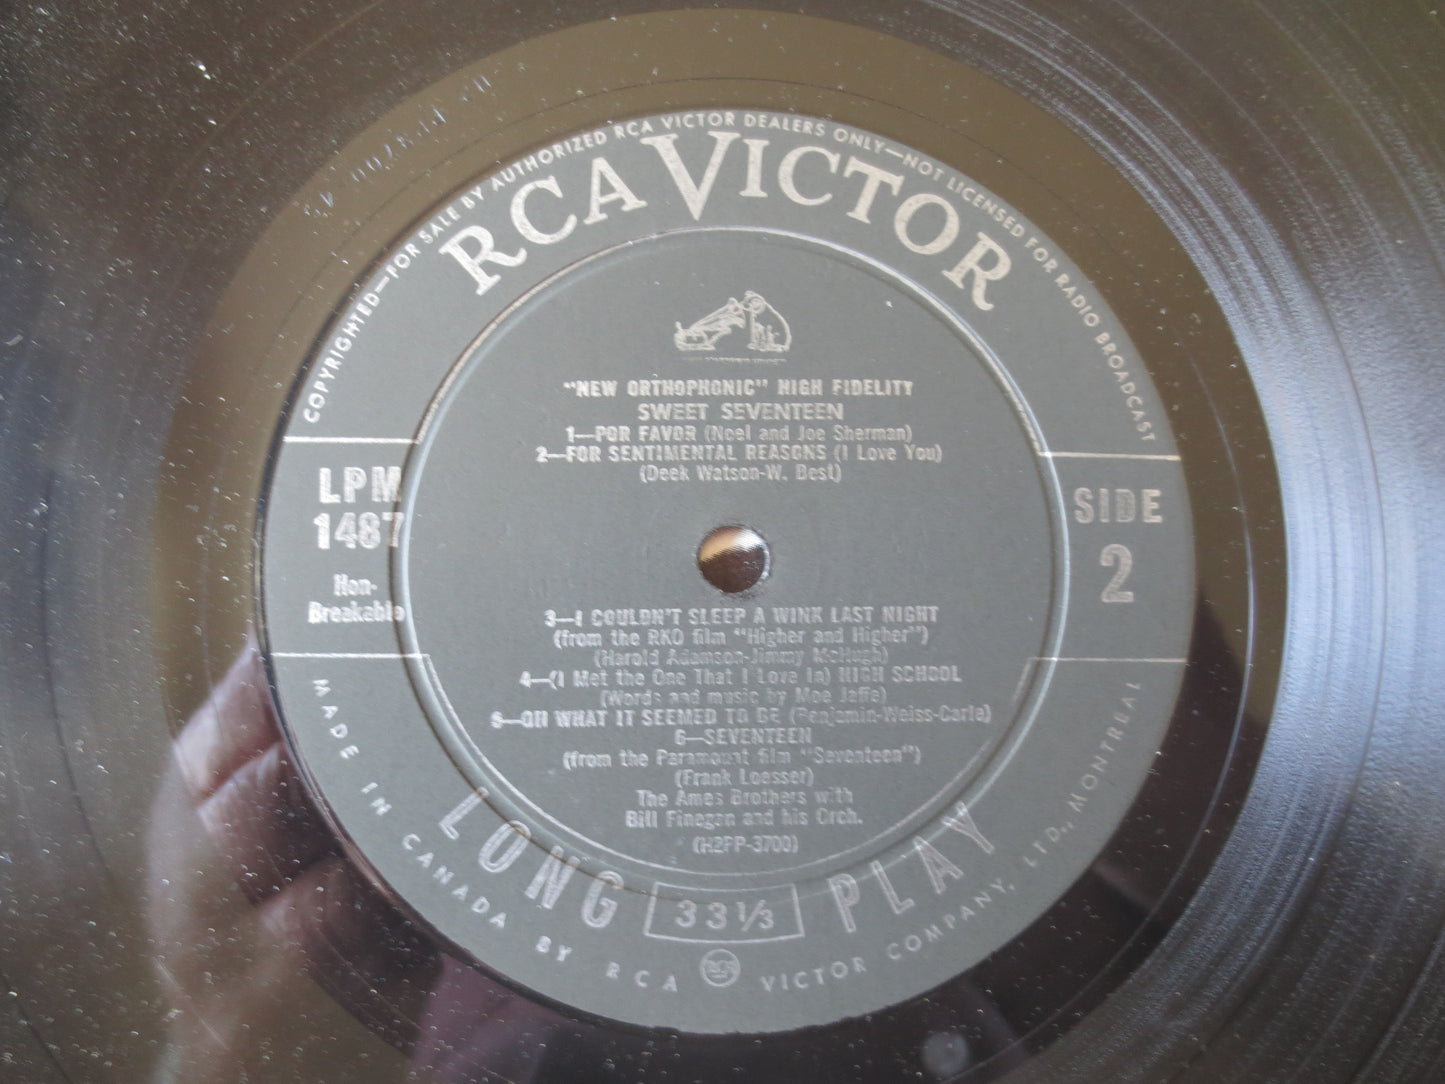 COPYRIGHTED—FOR SALE BY AUTHORIZED RCA VICTOR DEALERS ONLY—NOT LICENSED FOR RADIO BROADCAST
RCA VICTOR
"NEW ORTHOPHONIC" HIGH FIDELITY
SWEET SEVENTEEN
1—POR FAVOR (Noel and Joe Sherman)
2—FOR SENTIMENTAL REASONS (I Love You)
(Deek Watson-W. Best)
LPM
1487
Non-
Breakable
SIDE
2
3—I COULDN'T SLEEP A WINK LAST NIGHT
(from the RKO film "Higher and Higher")
(Harold Adamson-Jimmy McHugh)
4—(I Met the One That I Love In) HIGH SCHOOL
(Words and music by Moe Jaffe)
5—OH WHAT IT SEEMED TO BE (Benjamin-Weiss-Carle)
6—SEVENTEEN
(from the Paramount film "Seventeen")
(Frank Loesser)
The Ames Brothers with
Bill Finegan and his Orch.
(H2PP-3700)
LONG 33⅓ PLAY
MADE IN CANADA BY RCA VICTOR COMPANY, LTD., MONTREAL
RCA